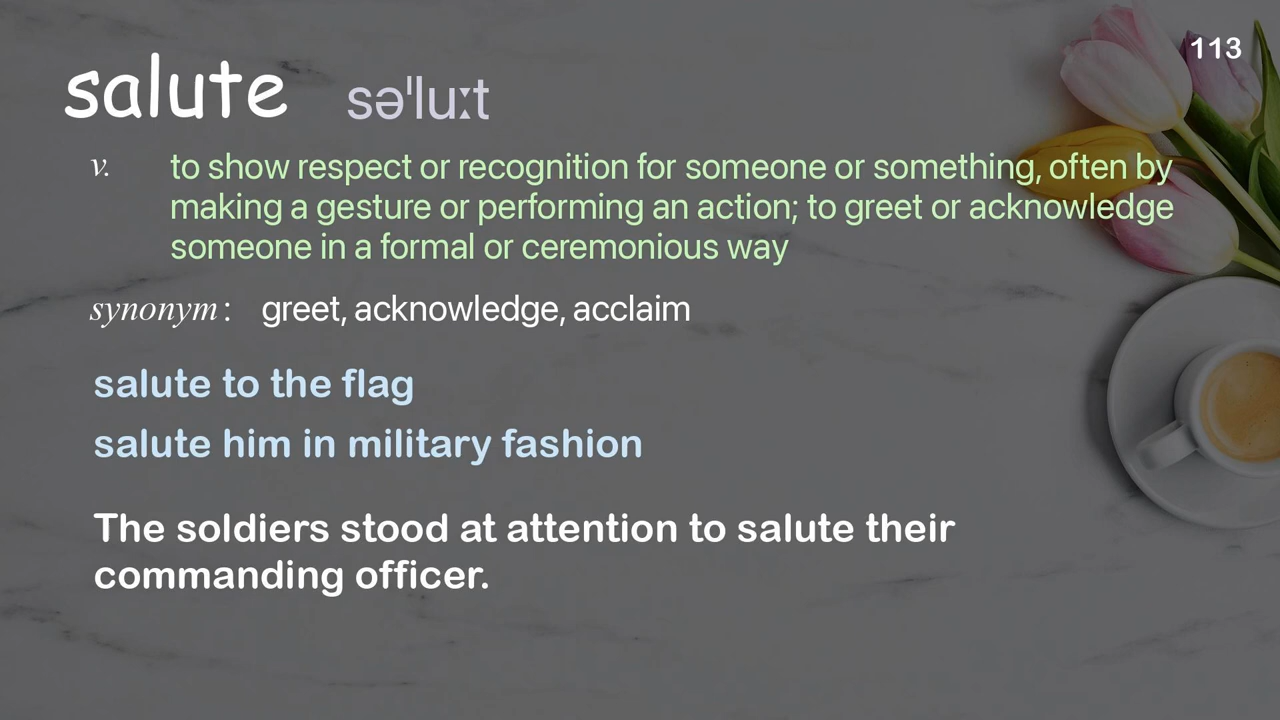 113
salute səˈluːt
v. to show respect or recognition for someone or something, often by
making a gesture or performing an action; to greet or acknowledge
someone in a formal or ceremonious way
synonym: greet, acknowledge, acclaim
salute to the flag
salute him in military fashion
The soldiers stood at attention to salute their
commanding officer.